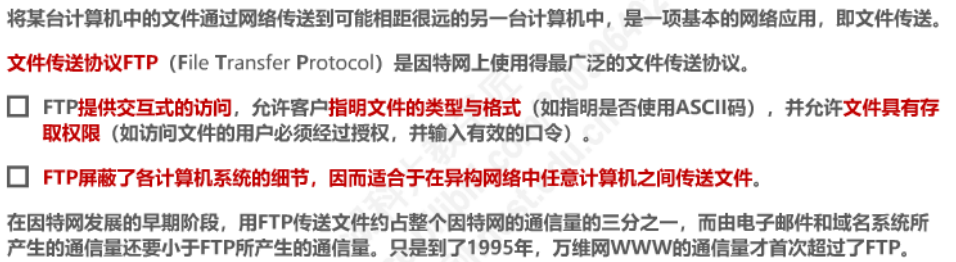 将某台计算机中的文件通过网络传送到可能相距很远的另一台计算机中，是一项基本的网络应用，即文件传送。
文件传送协议FTP（File Transfer Protocol）是因特网上使用得最广泛的文件传送协议。
FTP提供交互式的访问，允许客户指明文件的类型与格式（如指明是否使用ASCII码），并允许文件具有存
取权限（如访问文件的用户必须经过授权，并输入有效的口令）。
FTP屏蔽了各计算机系统的细节，因而适合于在异构网络中任意计算机之间传送文件。
在因特网发展的早期阶段，用FTP传送文件约占整个因特网的通信量的三分之一，而由电子邮件和域名系统所
产生的通信量还要小于FTP所产生的通信量。只是到了1995年，万维网WWW的通信量才首次超过了FTP。